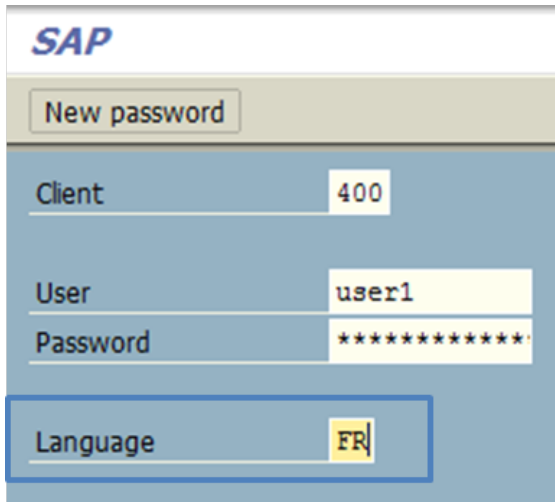 SAP
New password
Client 400
User user1
Password *************
Language FR